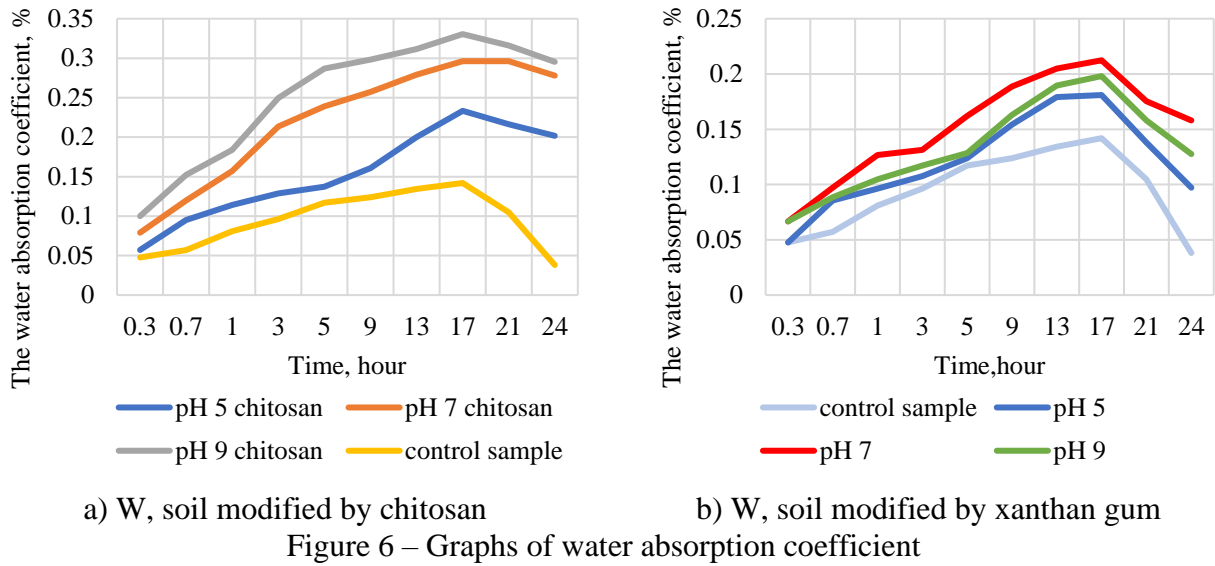 The water absorption coefficient, %
0.35
0.3
0.25
0.2
0.15
0.1
0.05
0
0.3 0.7 1 3 5 9 13 17 21 24
Time, hour
pH 5 chitosan pH 7 chitosan
pH 9 chitosan control sample
a) W, soil modified by chitosan
The water absorption coefficient, %
0.25
0.2
0.15
0.1
0.05
0
0.3 0.7 1 3 5 9 13 17 21 24
Time,hour
control sample pH 5
pH 7 pH 9
b) W, soil modified by xanthan gum
Figure 6 – Graphs of water absorption coefficient